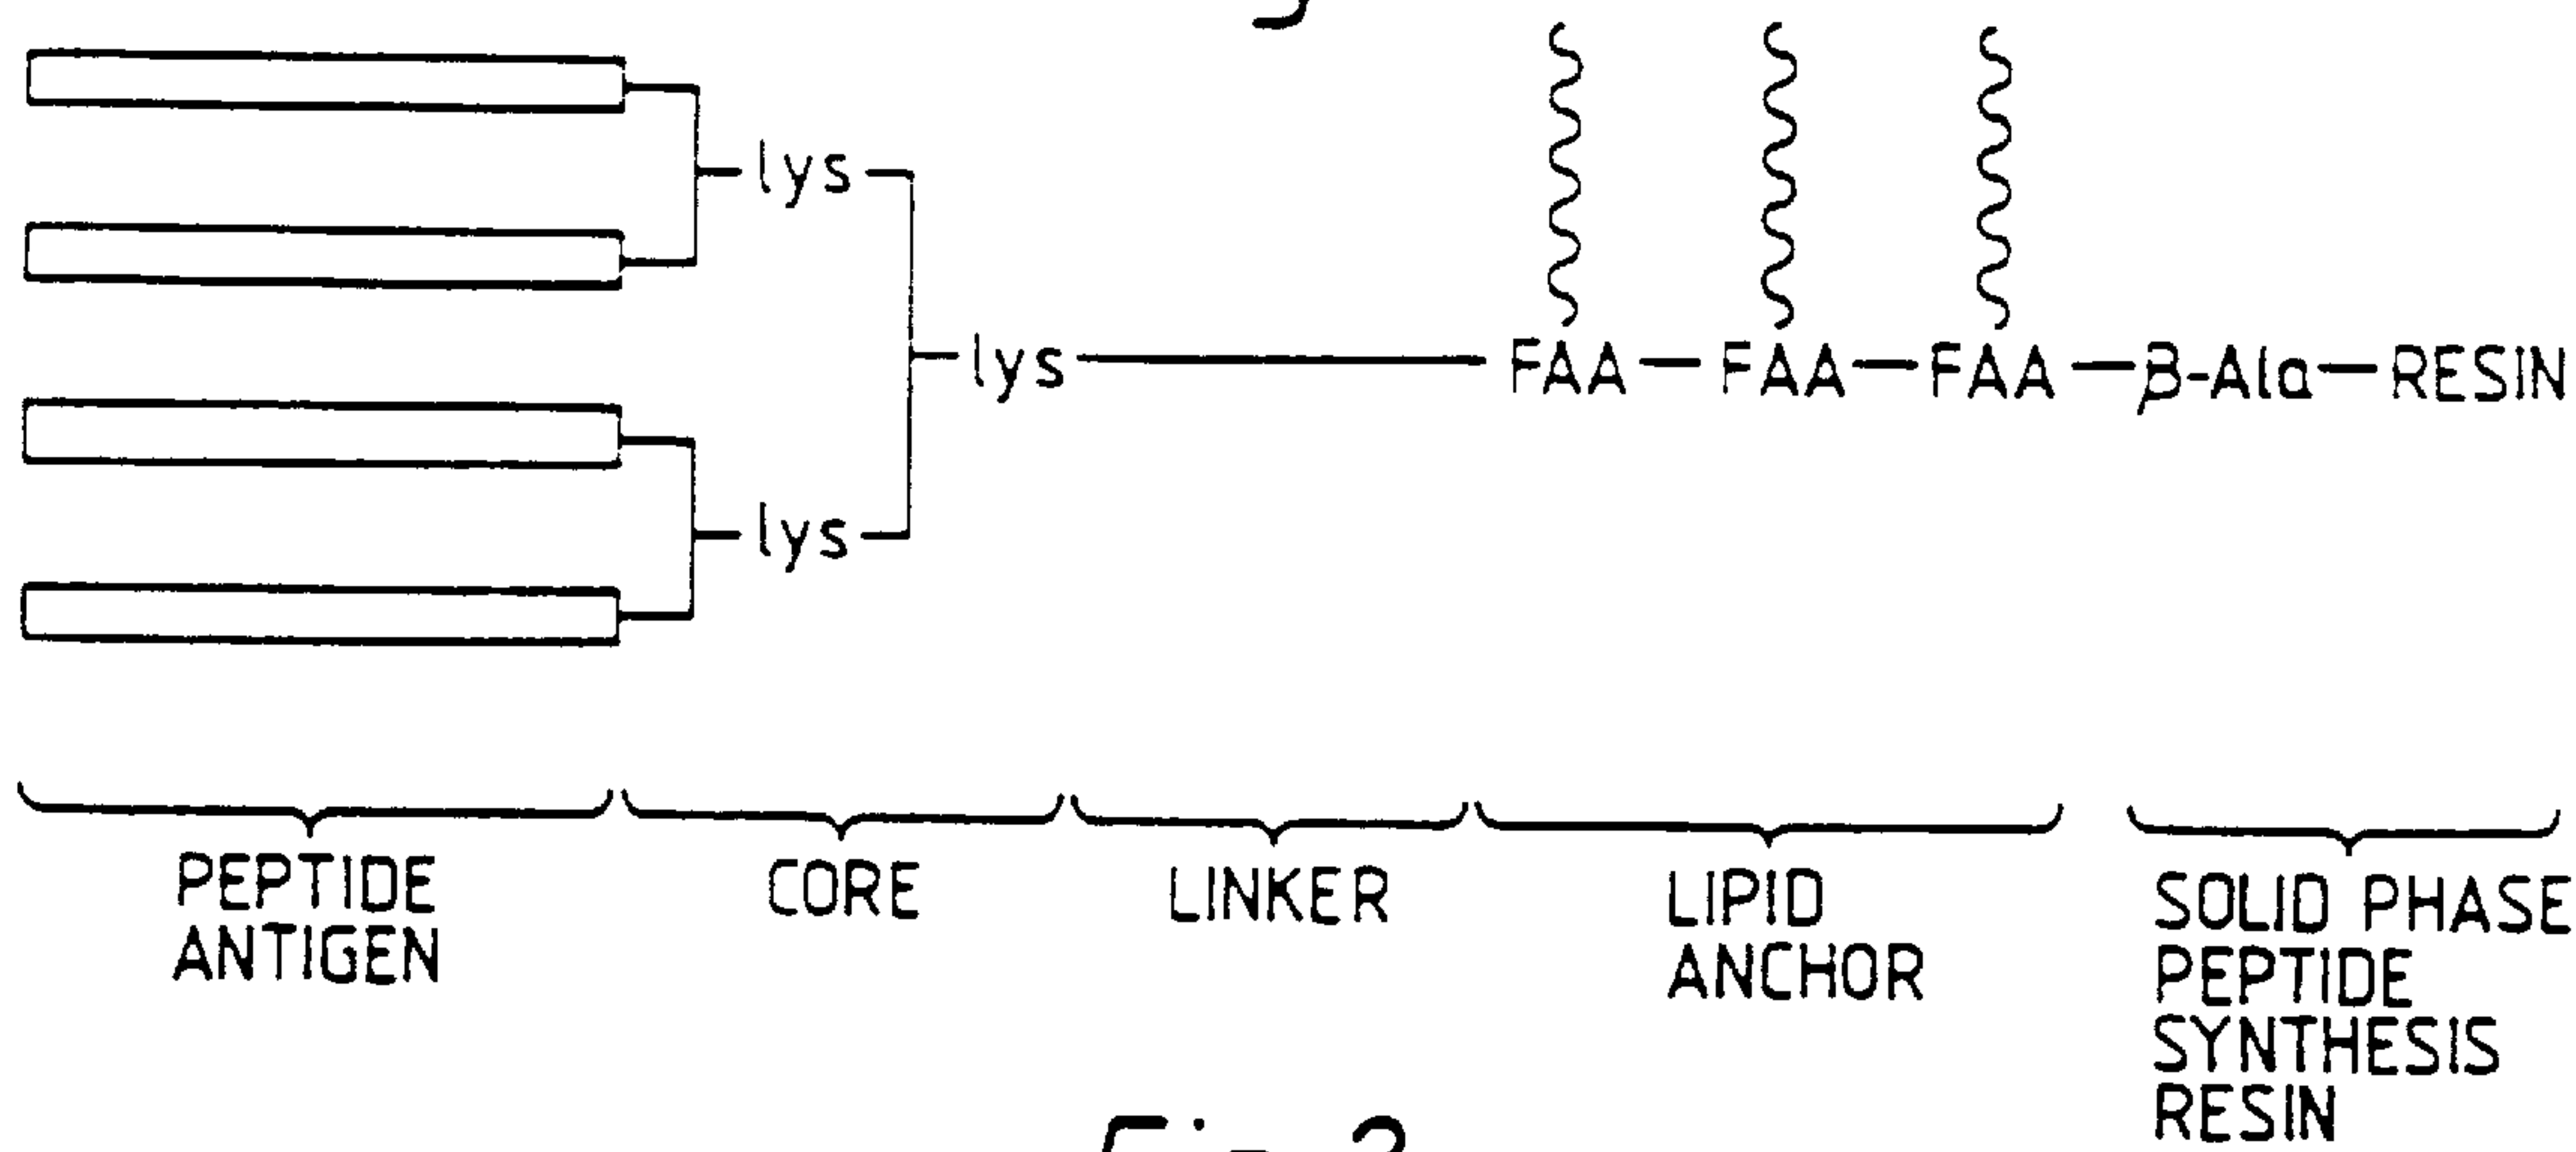 lys
lys
FAA — FAA — FAA — β-Ala — RESIN
lys
PEPTIDE
ANTIGEN
CORE
LINKER
LIPID
ANCHOR
SOLID PHASE
PEPTIDE
SYNTHESIS
RESIN